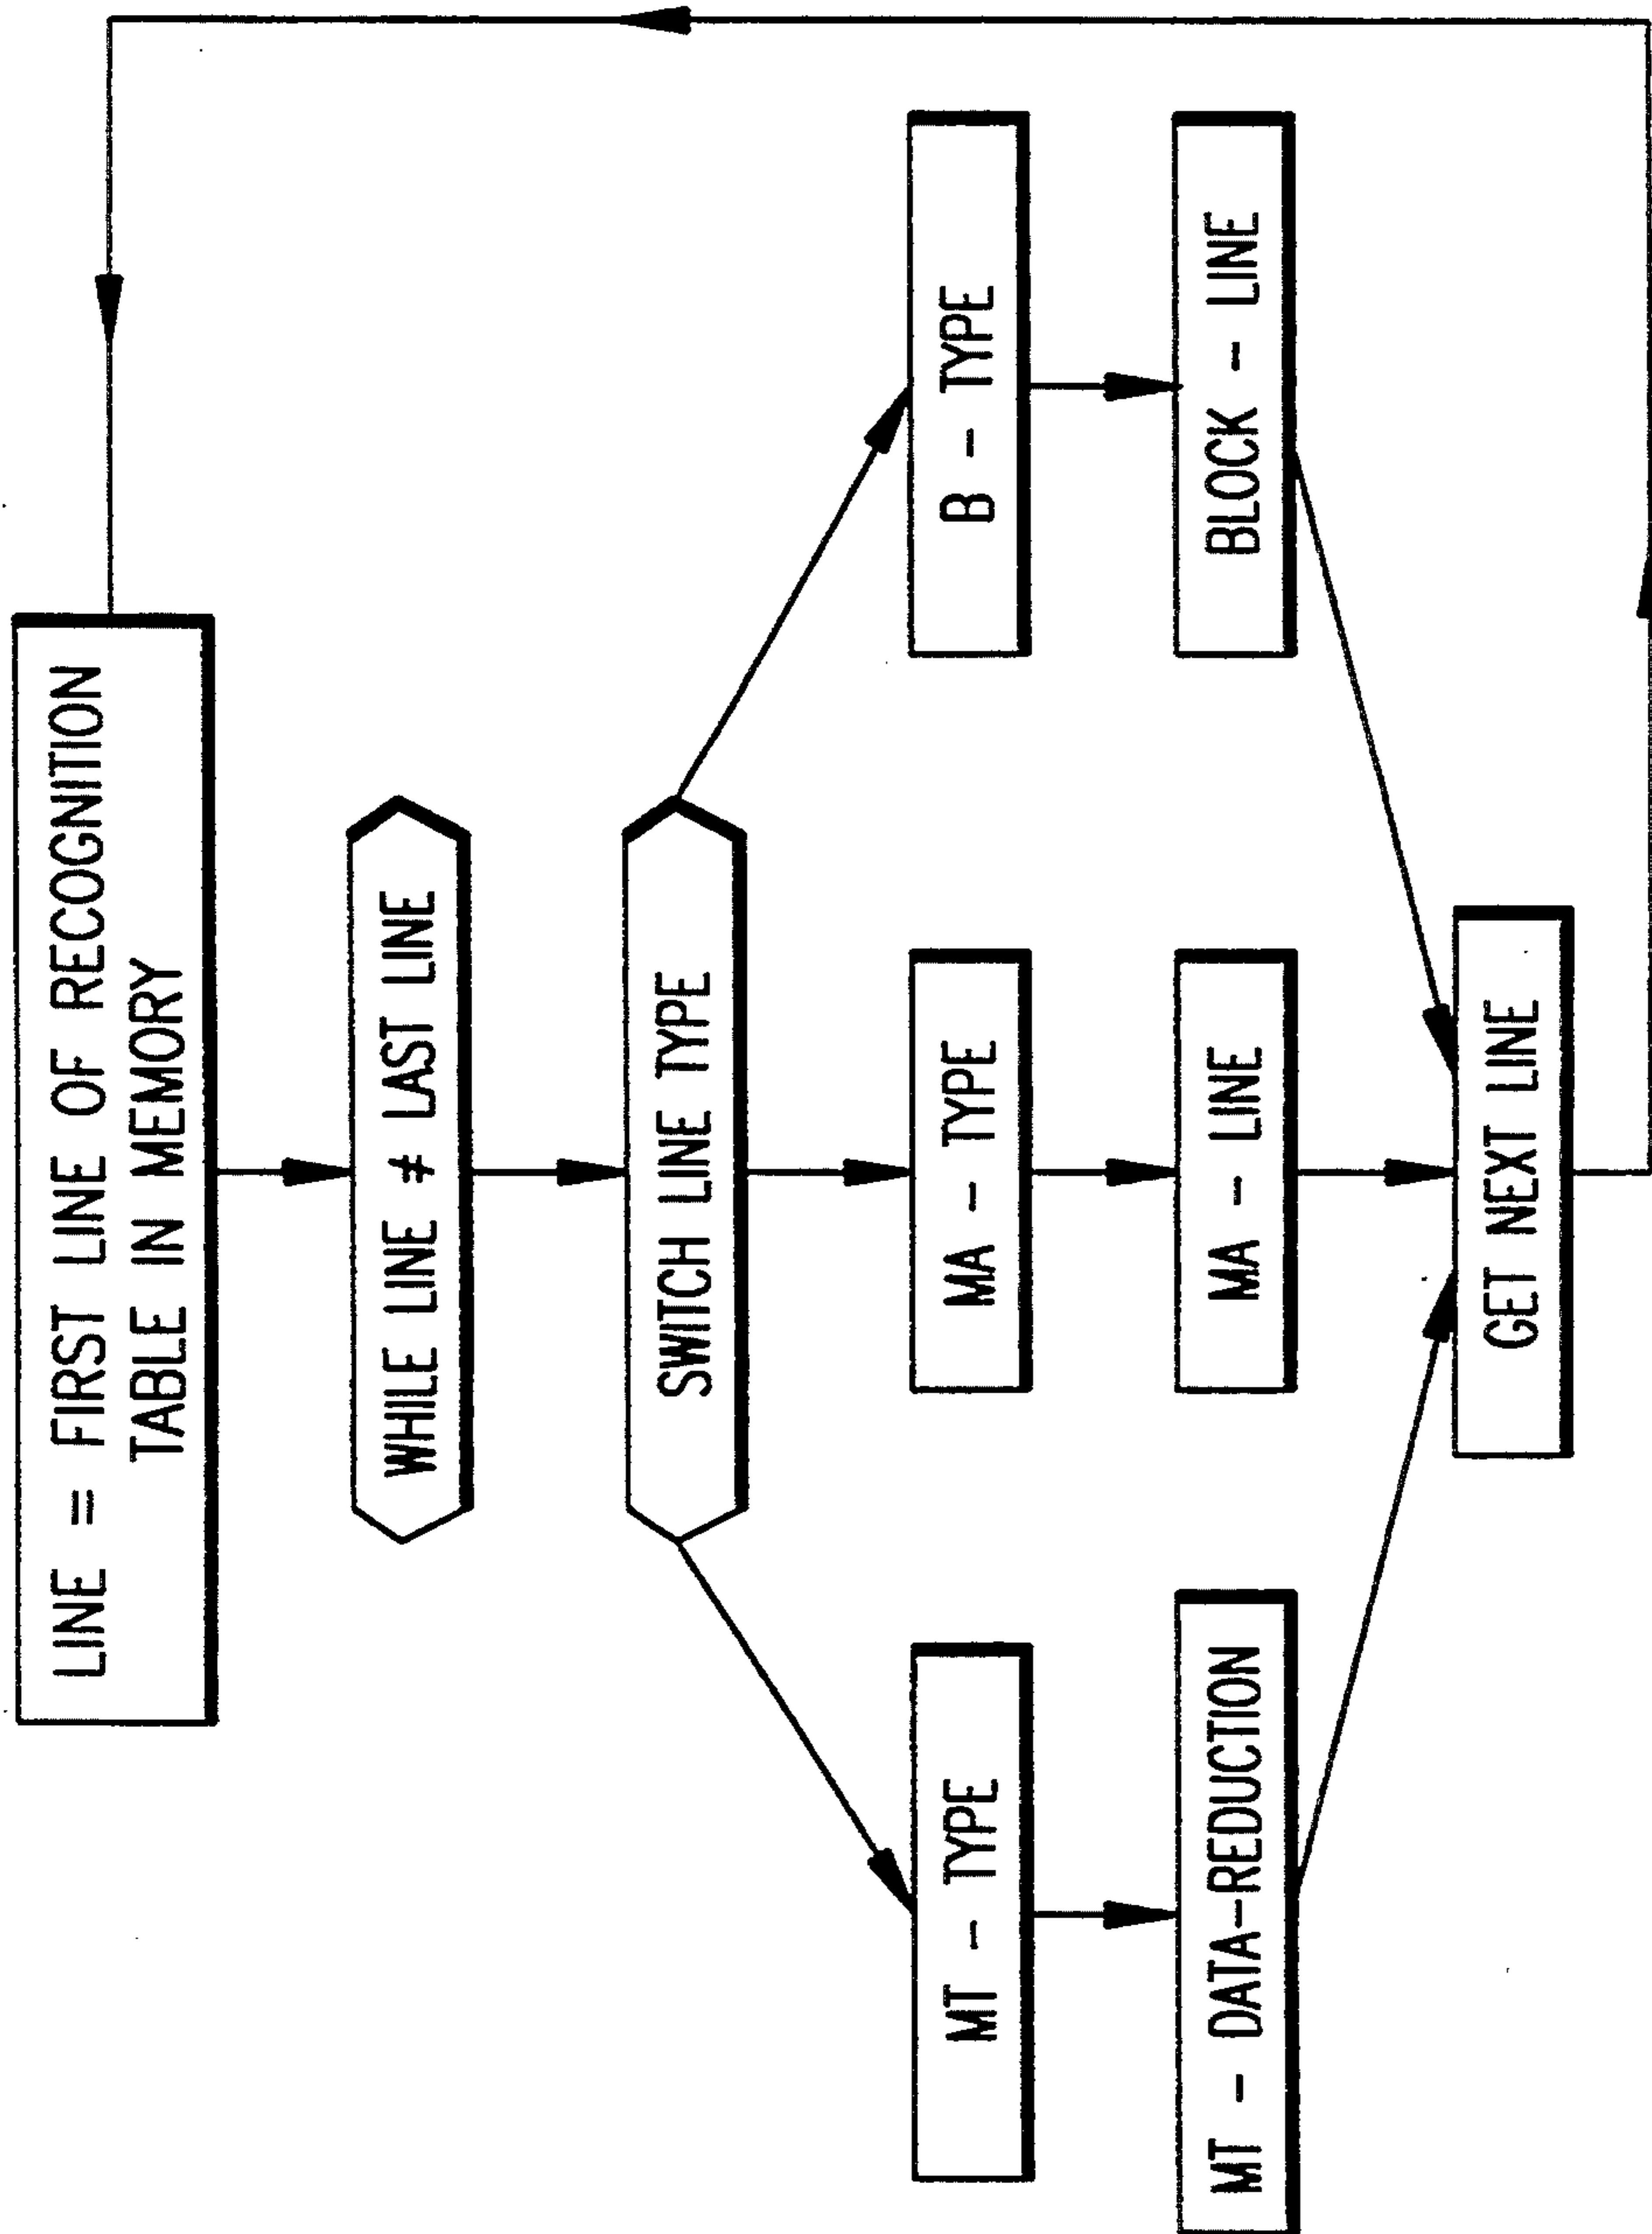 LINE = FIRST LINE OF RECOGNITION
TABLE IN MEMORY
WHILE LINE ≠ LAST LINE
SWITCH LINE TYPE
MT - TYPE
MA - TYPE
B - TYPE
MT - DATA-REDUCTION
MA - LINE
BLOCK - LINE
GET NEXT LINE